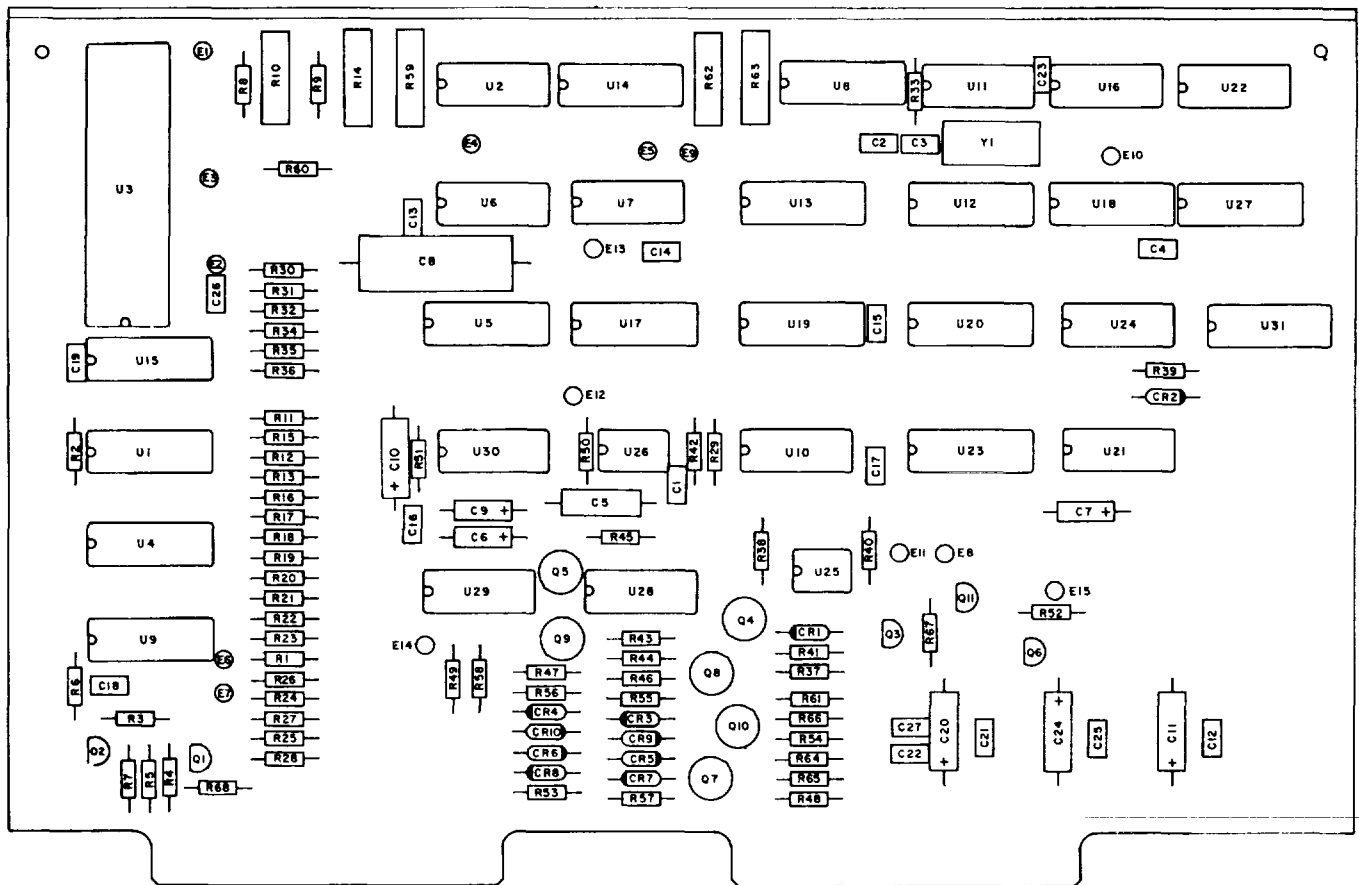 E1
R8
R10
R9
R14
R59
U2
U14
R62
R63
U8
R33
U11
C23
U16
U22
U3
E3
R60
E4
E5
E9
C2
C3
Y1
E10
U6
U7
U13
U12
U18
U27
C13
C8
E13
C14
C4
E2
C26
R30
R31
R32
R34
R35
R36
U5
U17
U19
C15
U20
U24
U31
C19
U15
R39
CR2
E12
R2
U1
R11
R15
R12
R13
R16
R17
R18
R19
R20
R21
R22
R23
R1
R26
R24
R27
R25
R28
C10
+
R51
U30
R50
U26
R42
R29
C1
U10
C17
U23
U21
C16
C9 +
C6 +
C5
R45
C7 +
U4
R38
U25
R40
E11
E8
Q5
U29
U28
Q11
E15
R52
U9
E6
E7
R6
C18
R3
Q2
R7
R5
R4
Q1
R68
E14
R49
R58
Q9
R47
R56
CR4
CR10
CR6
CR8
R53
R43
R44
R46
R55
CR3
CR9
CR5
CR7
R57
Q4
Q8
Q10
Q7
CR1
R41
R37
R61
R66
R54
R64
R65
R48
Q3
R67
Q6
C27
C22
C20
+
C21
+
C24
C25
C11
+
C12